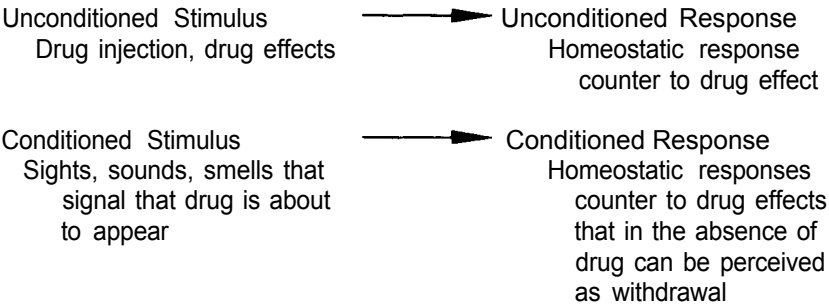 Unconditioned Stimulus
Drug injection, drug effects
Unconditioned Response
Homeostatic response
counter to drug effect
Conditioned Stimulus
Sights, sounds, smells that
signal that drug is about
to appear
Conditioned Response
Homeostatic responses
counter to drug effects
that in the absence of
drug can be perceived
as withdrawal